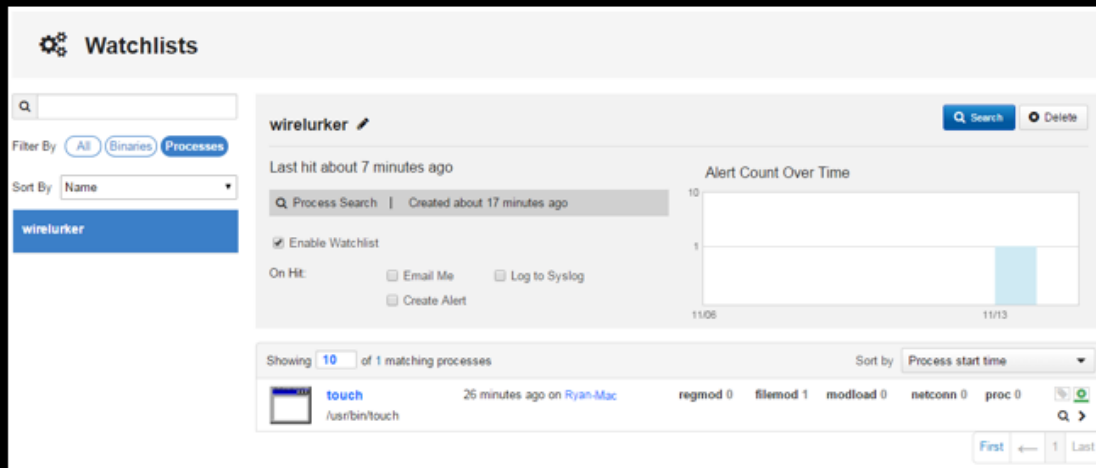 Watchlists
Filter By All Binaries Processes
Sort By Name
wirelurker
wirelurker
Search Delete
Last hit about 7 minutes ago
Process Search | Created about 17 minutes ago
Enable Watchlist
On Hit: Email Me Log to Syslog
Create Alert
Alert Count Over Time
10
1
11/06 11/13
Showing 10 of 1 matching processes Sort by Process start time
touch 26 minutes ago on Ryan-Mac regmod 0 filemod 1 modload 0 netconn 0 proc 0
/usr/bin/touch
First ← 1 Last